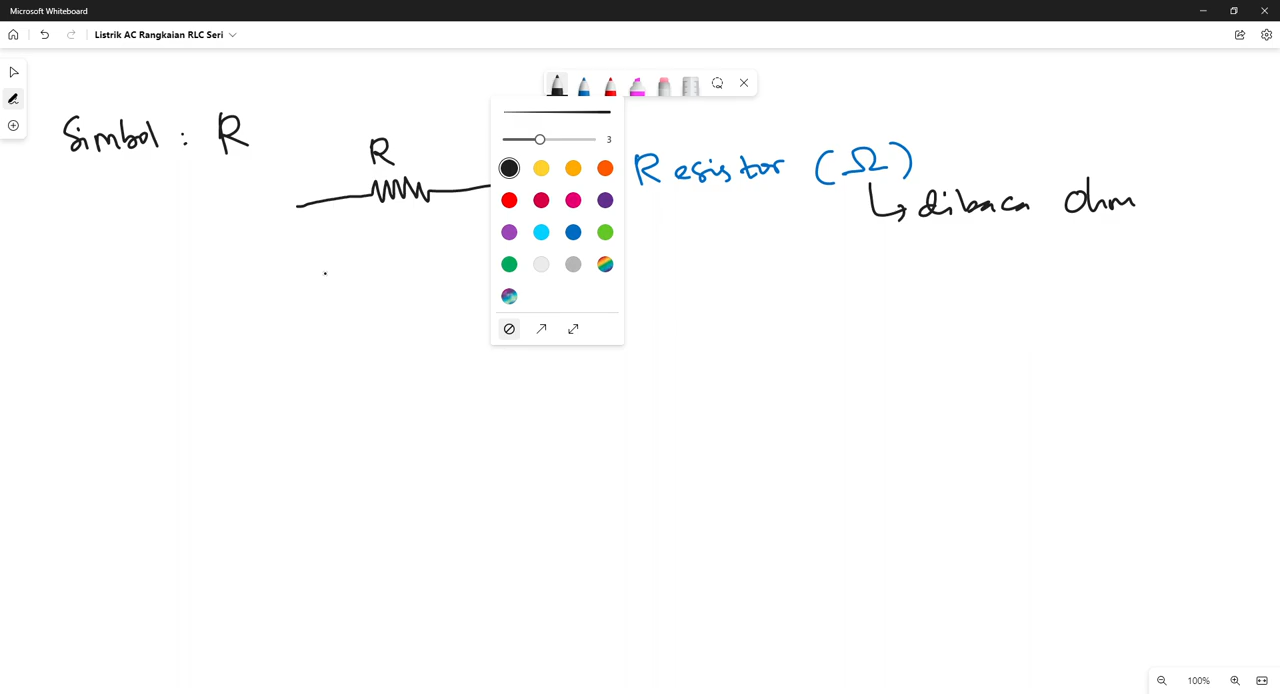 Microsoft Whiteboard
Listrik AC Rangkaian RLC Seri
Simbol : R
R
3
Resistor (Ω)
dibaca Ohm
100%